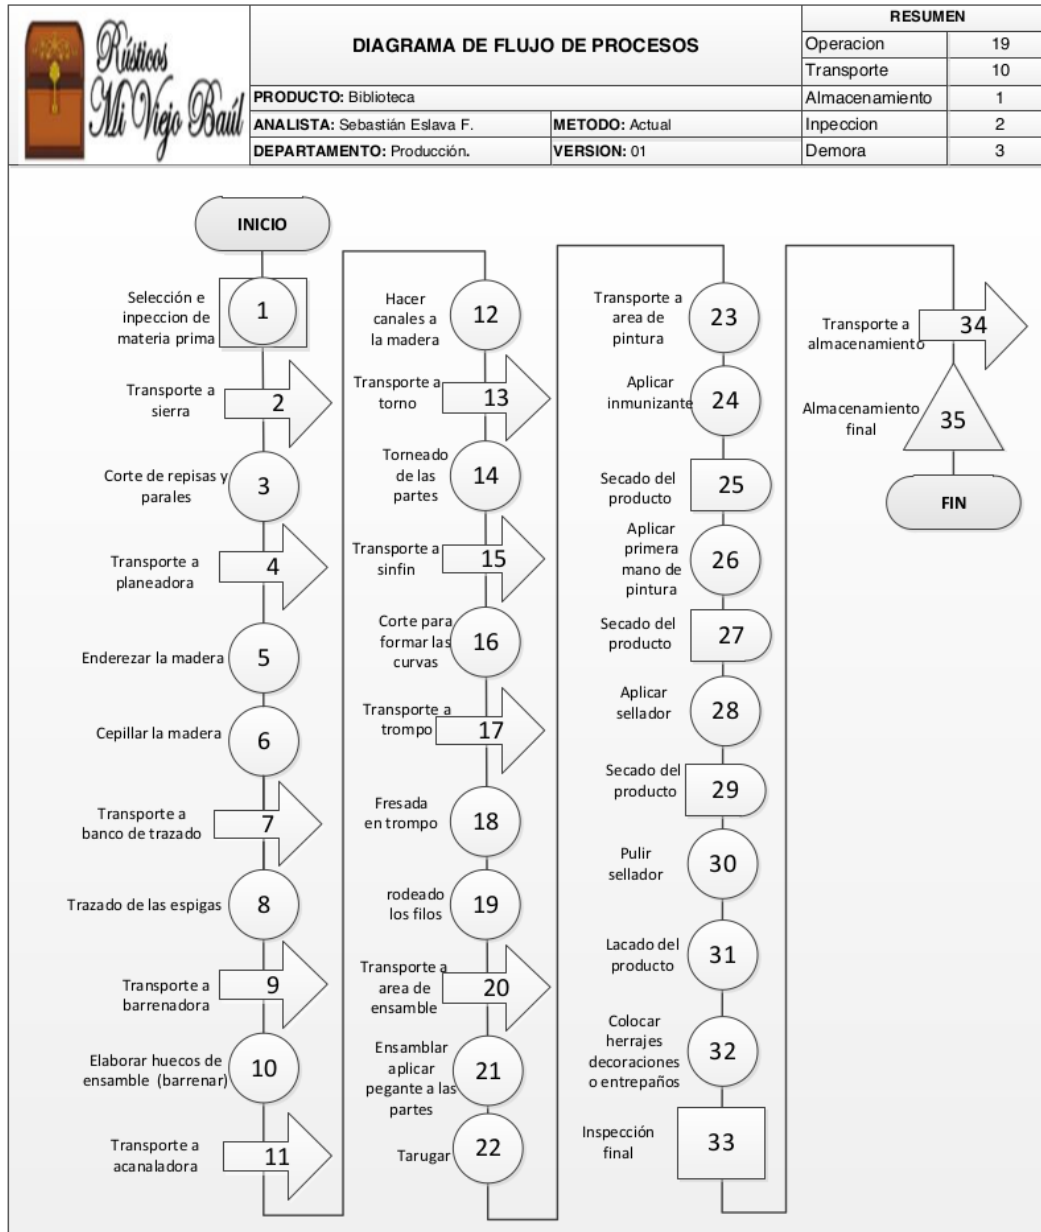 Rústicos
Mi Viejo Baúl
DIAGRAMA DE FLUJO DE PROCESOS
PRODUCTO: Biblioteca
ANALISTA: Sebastián Eslava F.
METODO: Actual
DEPARTAMENTO: Producción.
VERSION: 01
RESUMEN
Operacion 19
Transporte 10
Almacenamiento 1
Inpeccion 2
Demora 3
INICIO
Selección e
inpeccion de
materia prima
1
Transporte a
sierra
2
Corte de repisas y
parales
3
Transporte a
planeadora
4
Enderezar la madera
5
Cepillar la madera
6
Transporte a
banco de trazado
7
Trazado de las espigas
8
Transporte a
barrenadora
9
Elaborar huecos de
ensamble (barrenar)
10
Transporte a
acanaladora
11
Hacer
canales a
la madera
12
Transporte a
torno
13
Torneado
de las
partes
14
Transporte a
sinfin
15
Corte para
formar las
curvas
16
Transporte a
trompo
17
Fresada
en trompo
18
rodeado
los filos
19
Transporte a
area de
ensamble
20
Ensamblar
aplicar
pegante a las
partes
21
Tarugar
22
Transporte a
area de
pintura
23
Aplicar
inmunizante
24
Secado del
producto
25
Aplicar
primera
mano de
pintura
26
Secado del
producto
27
Aplicar
sellador
28
Secado del
producto
29
Pulir
sellador
30
Lacado del
producto
31
Colocar
herrajes
decoraciones
o entrepaños
32
Inspección
final
33
Transporte a
almacenamiento
34
Almacenamiento
final
35
FIN